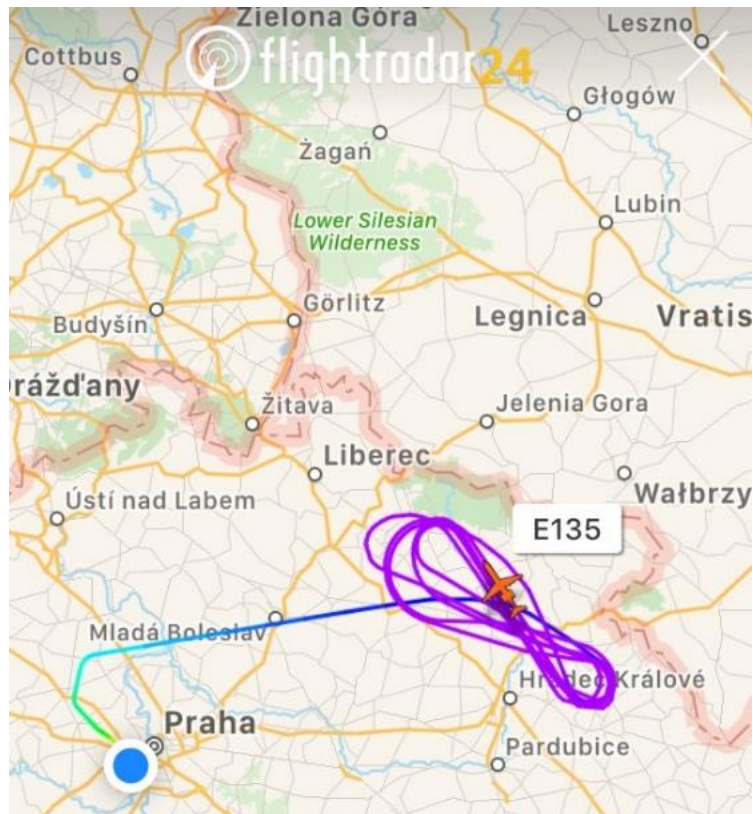 Zielona Góra
Leszno
Cottbus
flightradar24
Głogów
Żagań
Lubin
Lower Silesian
Wilderness
Görlitz
Legnica
Vratis
Budyšín
rážďany
Žitava
Jelenia Gora
Liberec
Wałbrzy
Ústí nad Labem
E135
Mladá Boleslav
Hradec Králové
Praha
Pardubice